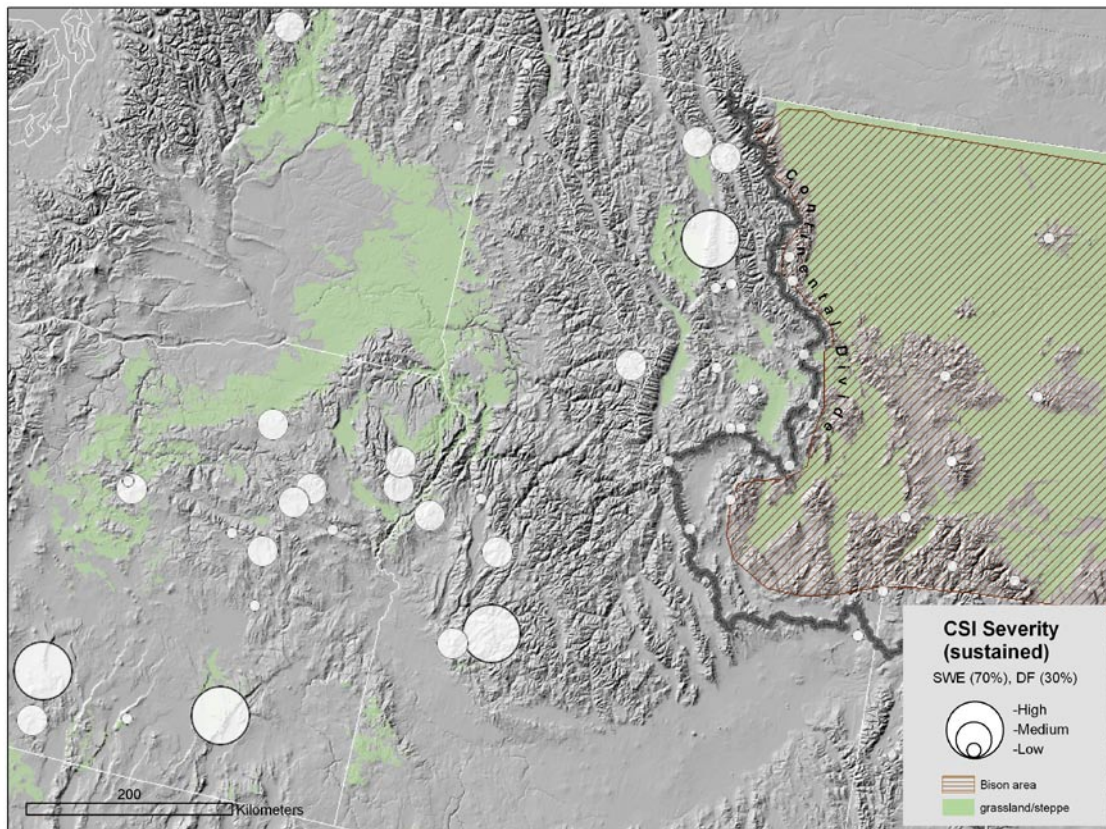 Continental Divide
CSI Severity
(sustained)
SWE (70%), DF (30%)
-High
-Medium
-Low
Bison area
grassland/steppe
200
Kilometers